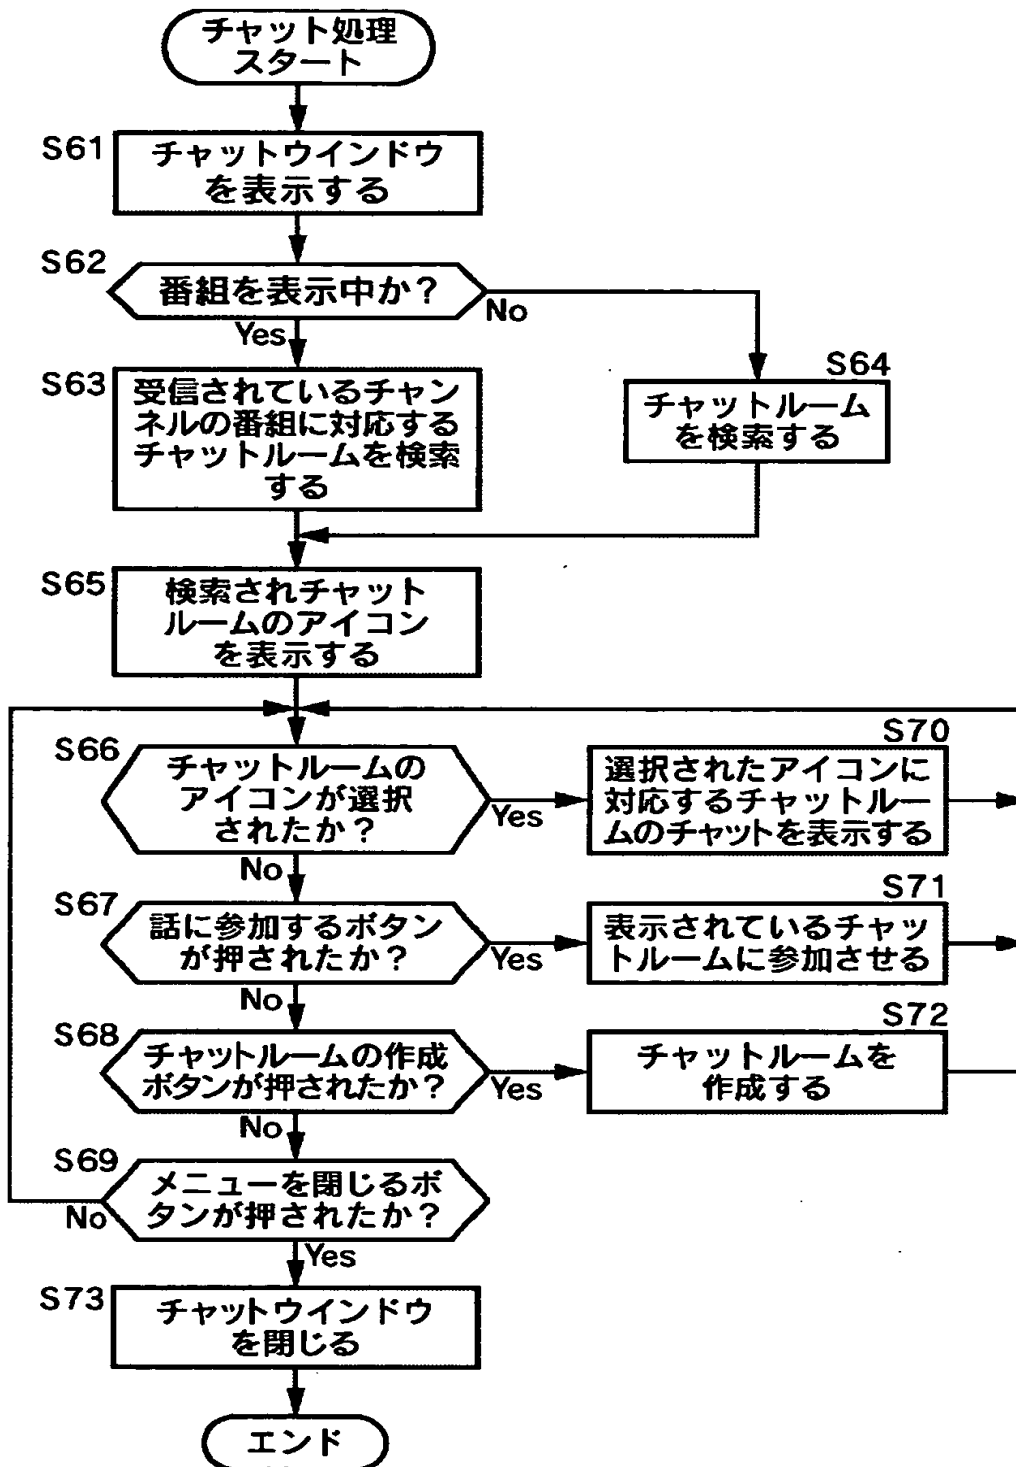 チャット処理
スタート
S61
チャットウインドウ
を表示する
S62
番組を表示中か?
No
Yes
S63
受信されているチャン
ネルの番組に対応する
チャットルームを検索
する
S64
チャットルーム
を検索する
S65
検索されチャット
ルームのアイコン
を表示する
S66
チャットルームの
アイコンが選択
されたか?
Yes
No
S70
選択されたアイコンに
対応するチャットルー
ムのチャットを表示する
S67
話に参加するボタン
が押されたか?
Yes
No
S71
表示されているチャッ
トルームに参加させる
S68
チャットルームの作成
ボタンが押されたか?
Yes
No
S72
チャットルームを
作成する
S69
メニューを閉じるボ
タンが押されたか?
No
Yes
S73
チャットウインドウ
を閉じる
エンド